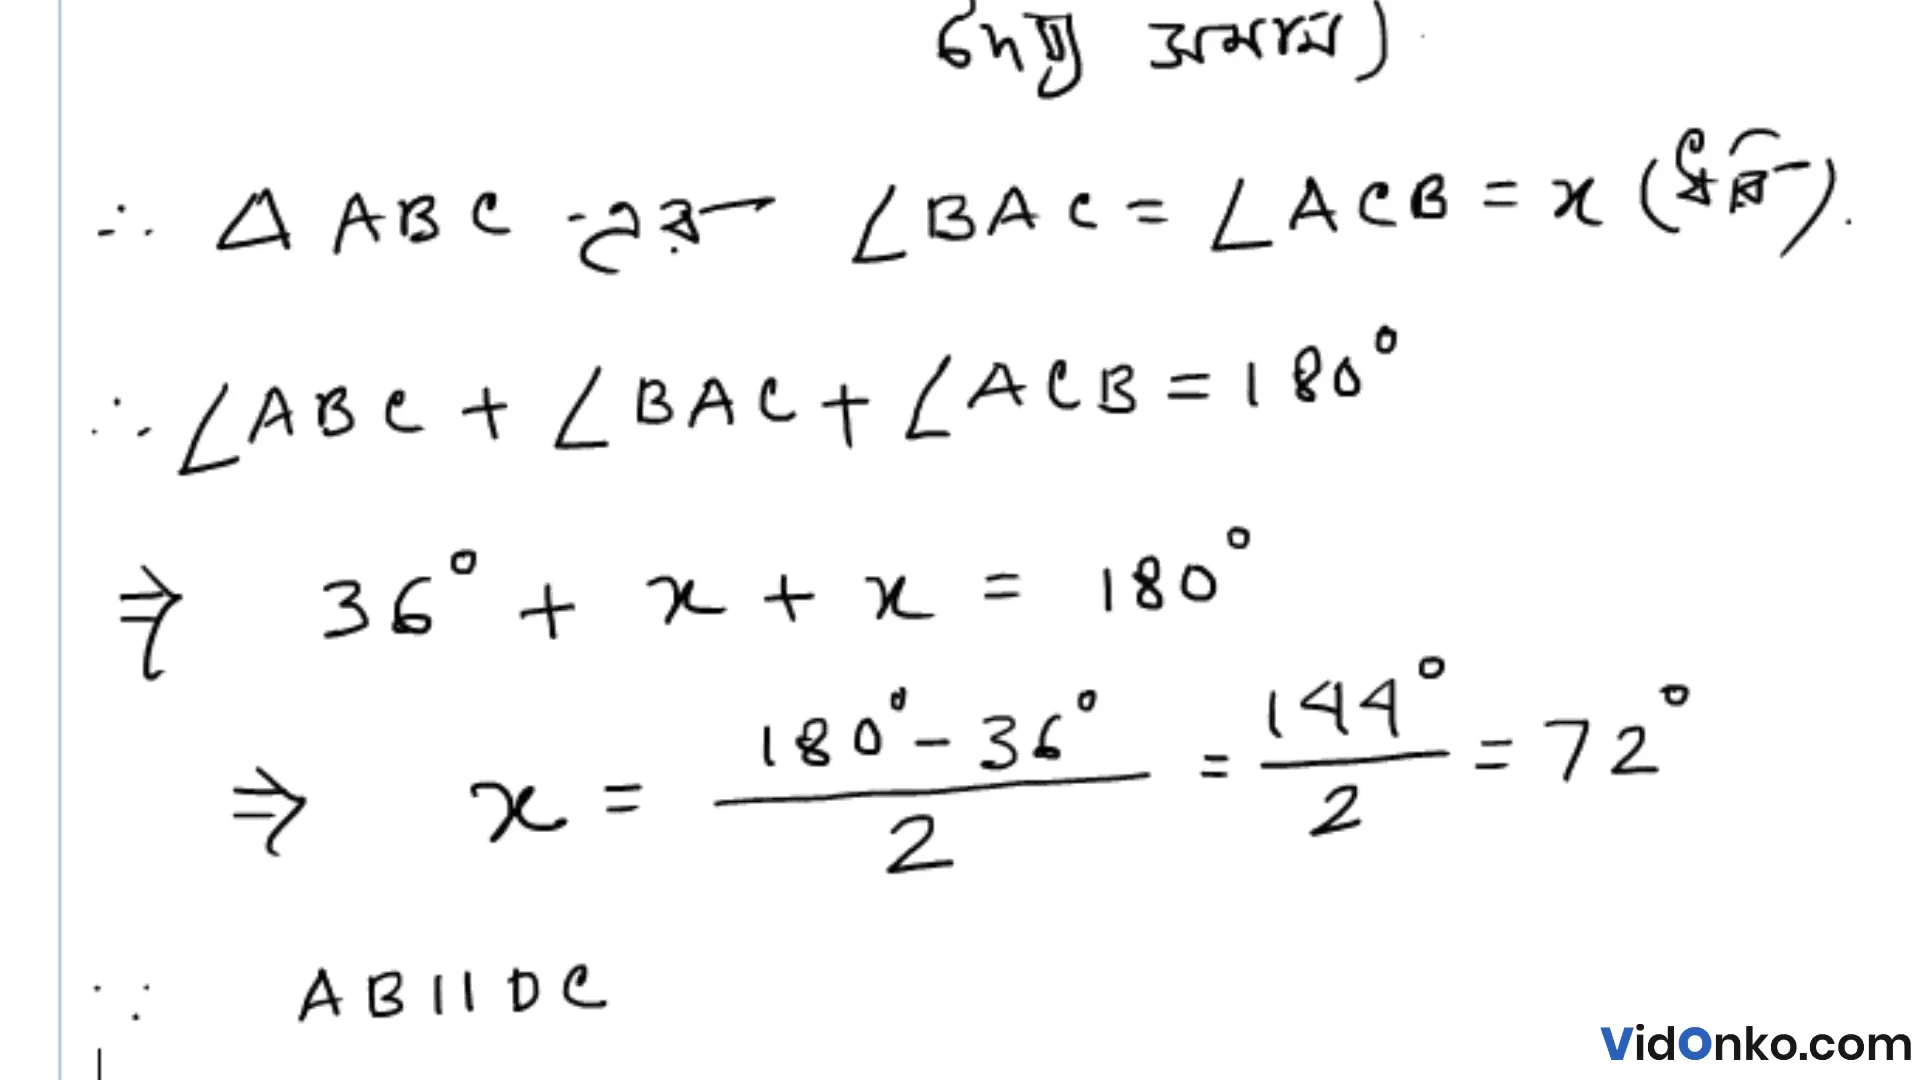 সমান)
∴ △ABC -এর ∠BAC = ∠ACB = x (ধরি).
∴ ∠ABC + ∠BAC + ∠ACB = 180°
⇒ 36° + x + x = 180°
⇒ x = (180° - 36°)/2 = 144°/2 = 72°
∵ AB || DC
VidOnko.com